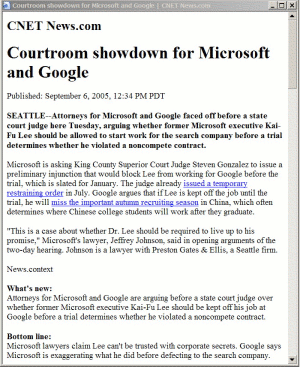 Courtroom showdown for Microsoft and Google | CNET News.com
CNET News.com
Courtroom showdown for Microsoft
and Google
Published: September 6, 2005, 12:34 PM PDT
SEATTLE--Attorneys for Microsoft and Google faced off before a state
court judge here Tuesday, arguing whether former Microsoft executive Kai-
Fu Lee should be allowed to start work for the search company before a trial
determines whether he violated a noncompete contract.
Microsoft is asking King County Superior Court Judge Steven Gonzalez to issue a
preliminary injunction that would block Lee from working for Google before the
trial, which is slated for January. The judge already issued a temporary
restraining order in July. Google argues that if Lee is kept off the job until the
trial, he will miss the important autumn recruiting season in China, which often
determines where Chinese college students will work after they graduate.
"This is a case about whether Dr. Lee should be required to live up to his
promise," Microsoft's lawyer, Jeffrey Johnson, said in opening arguments of the
two-day hearing. Johnson is a lawyer with Preston Gates & Ellis, a Seattle firm.
News.context
What's new:
Attorneys for Microsoft and Google are arguing before a state court judge over
whether former Microsoft executive Kai-Fu Lee should be kept off his job at
Google before a trial determines whether he violated a noncompete contract.
Bottom line:
Microsoft lawyers claim Lee can't be trusted with corporate secrets. Google says
Microsoft is exaggerating what he did before defecting to the search company.